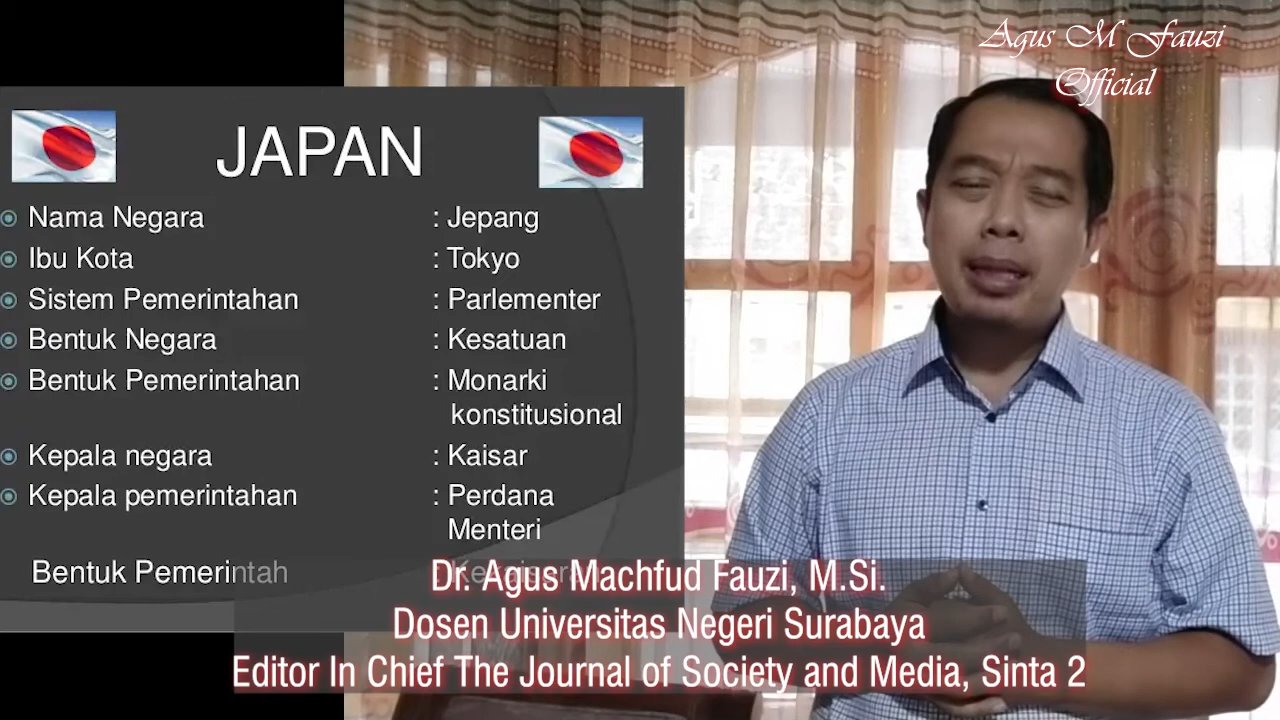 Agus M Fauzi
Official
JAPAN
Nama Negara : Jepang
Ibu Kota : Tokyo
Sistem Pemerintahan : Parlementer
Bentuk Negara : Kesatuan
Bentuk Pemerintahan : Monarki
konstitusional
Kepala negara : Kaisar
Kepala pemerintahan : Perdana
Menteri
Bentuk Pemerintah
Dr. Agus Machfud Fauzi, M.Si.
Dosen Universitas Negeri Surabaya
Editor In Chief The Journal of Society and Media, Sinta 2